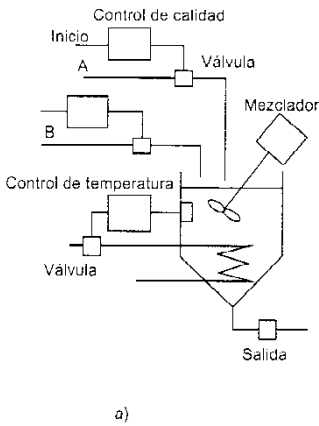 Control de calidad
Inicio
A
Válvula
Mezclador
B
Control de temperatura
Válvula
Salida
a)